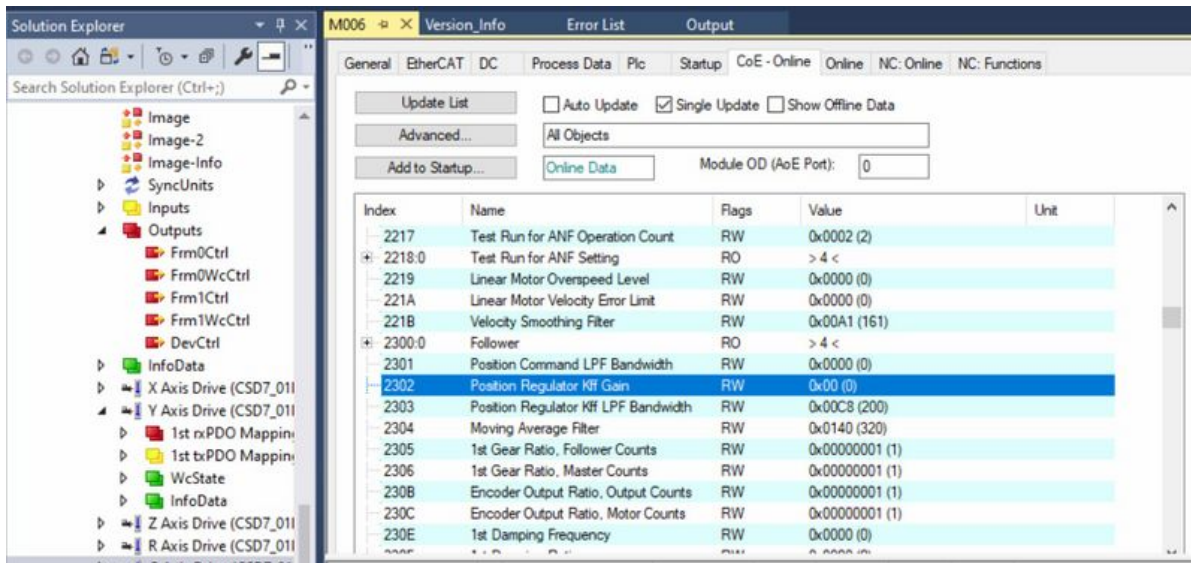 Solution Explorer
Search Solution Explorer (Ctrl+;)
Image
Image-2
Image-Info
SyncUnits
Inputs
Outputs
Frm0Ctrl
Frm0WcCtrl
Frm1Ctrl
Frm1WcCtrl
DevCtrl
InfoData
X Axis Drive (CSD7_01
Y Axis Drive (CSD7_01
1st rxPDO Mapping
1st txPDO Mapping
WcState
InfoData
Z Axis Drive (CSD7_01
R Axis Drive (CSD7_01
M006 Version_Info Error List Output
General EtherCAT DC Process Data Plc Startup CoE - Online Online NC: Online NC: Functions
Update List Auto Update Single Update Show Offline Data
Advanced... All Objects
Add to Startup... Online Data Module OD (AoE Port): 0
Index Name Flags Value Unit
2217 Test Run for ANF Operation Count RW 0x0002 (2)
2218:0 Test Run for ANF Setting RO > 4 <
2219 Linear Motor Overspeed Level RW 0x0000 (0)
221A Linear Motor Velocity Error Limit RW 0x0000 (0)
221B Velocity Smoothing Filter RW 0x00A1 (161)
2300:0 Follower RO > 4 <
2301 Position Command LPF Bandwidth RW 0x0000 (0)
2302 Position Regulator Kff Gain RW 0x00 (0)
2303 Position Regulator Kff LPF Bandwidth RW 0x00C8 (200)
2304 Moving Average Filter RW 0x0140 (320)
2305 1st Gear Ratio, Follower Counts RW 0x00000001 (1)
2306 1st Gear Ratio, Master Counts RW 0x00000001 (1)
230B Encoder Output Ratio, Output Counts RW 0x00000001 (1)
230C Encoder Output Ratio, Motor Counts RW 0x00000001 (1)
230E 1st Damping Frequency RW 0x0000 (0)